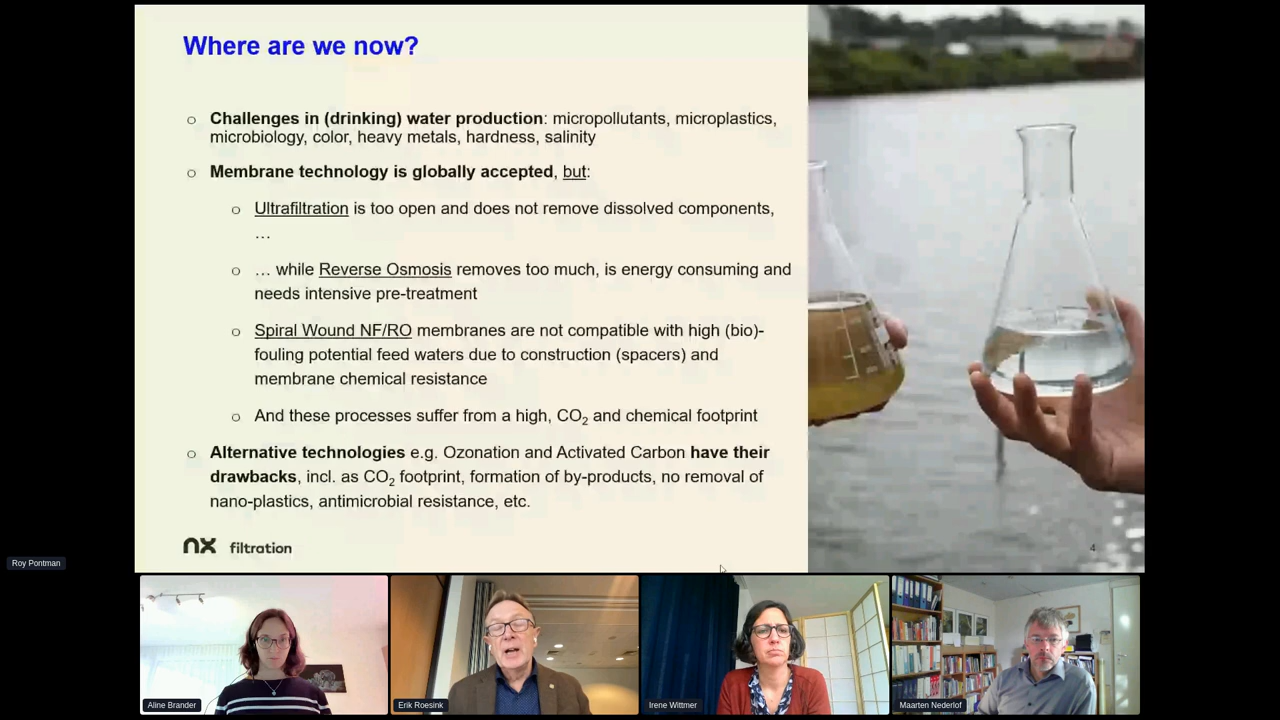 Where are we now?
o Challenges in (drinking) water production: micropollutants, microplastics,
microbiology, color, heavy metals, hardness, salinity
o Membrane technology is globally accepted, but:
o Ultrafiltration is too open and does not remove dissolved components,
…
o … while Reverse Osmosis removes too much, is energy consuming and
needs intensive pre-treatment
o Spiral Wound NF/RO membranes are not compatible with high (bio)-
fouling potential feed waters due to construction (spacers) and
membrane chemical resistance
o And these processes suffer from a high, CO2 and chemical footprint
o Alternative technologies e.g. Ozonation and Activated Carbon have their
drawbacks, incl. as CO2 footprint, formation of by-products, no removal of
nano-plastics, antimicrobial resistance, etc.
nx filtration
4
Roy Pontman
Aline Brander
Erik Roesink
Irene Wittmer
Maarten Nederlof